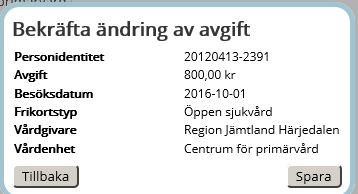 Bekräfta ändring av avgift
Personidentitet 20120413-2391
Avgift 800,00 kr
Besöksdatum 2016-10-01
Frikortstyp Öppen sjukvård
Vårdgivare Region Jämtland Härjedalen
Vårdenhet Centrum för primärvård
Tillbaka Spara